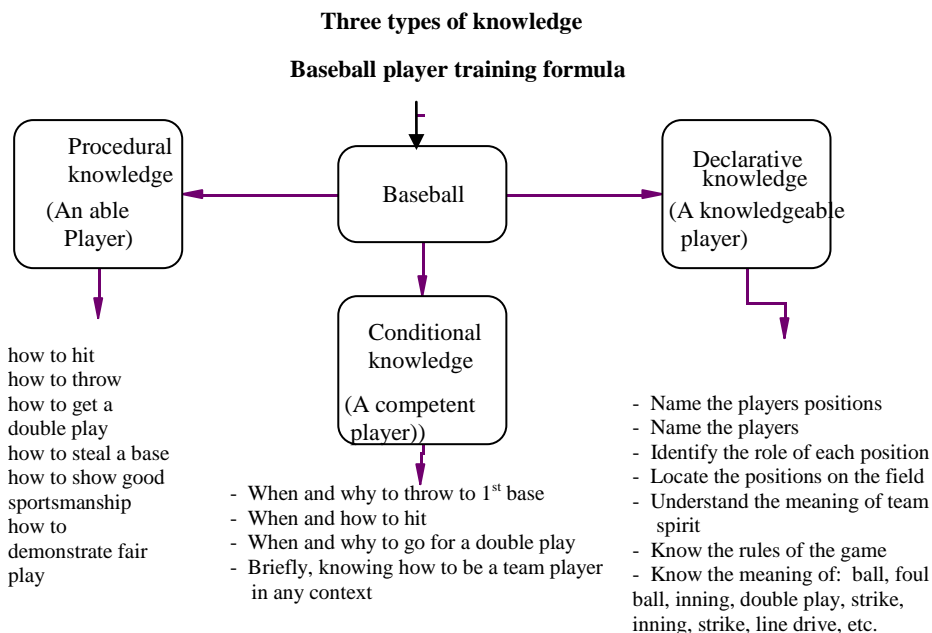 Three types of knowledge
Baseball player training formula
Procedural
knowledge
(An able
Player)
Baseball
Declarative
knowledge
(A knowledgeable
player)
Conditional
knowledge
(A competent
player))
how to hit
how to throw
how to get a
double play
how to steal a base
how to show good
sportsmanship
how to
demonstrate fair
play
- When and why to throw to 1st base
- When and how to hit
- When and why to go for a double play
- Briefly, knowing how to be a team player
in any context
- Name the players positions
- Name the players
- Identify the role of each position
- Locate the positions on the field
- Understand the meaning of team
spirit
- Know the rules of the game
- Know the meaning of: ball, foul
ball, inning, double play, strike,
inning, strike, line drive, etc.